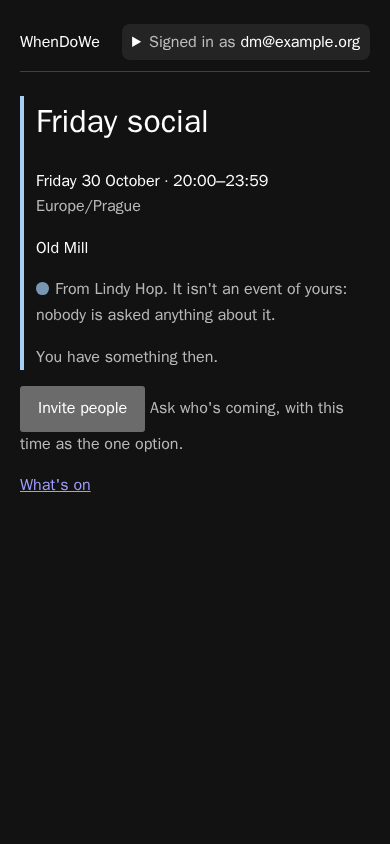 WhenDoWe
▶ Signed in as dm@example.org
Friday social
Friday 30 October · 20:00–23:59
Europe/Prague
Old Mill
From Lindy Hop. It isn't an event of yours:
nobody is asked anything about it.
You have something then.
Invite people Ask who's coming, with this
time as the one option.
What's on